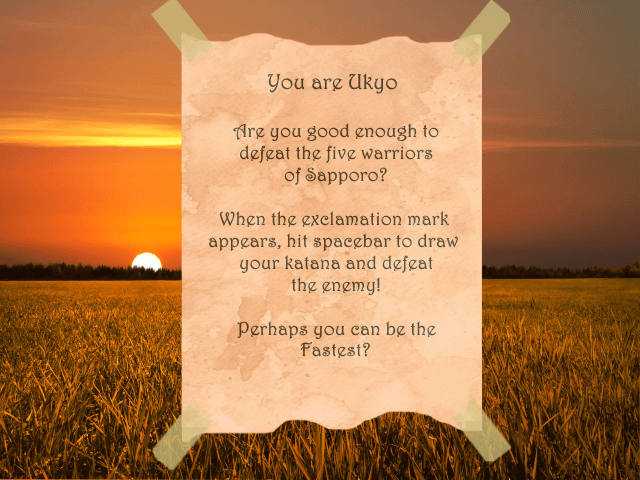 You are Ukyo
Are you good enough to
defeat the five warriors
of Sapporo?
When the exclamation mark
appears, hit spacebar to draw
your katana and defeat
the enemy!
Perhaps you can be the
Fastest?